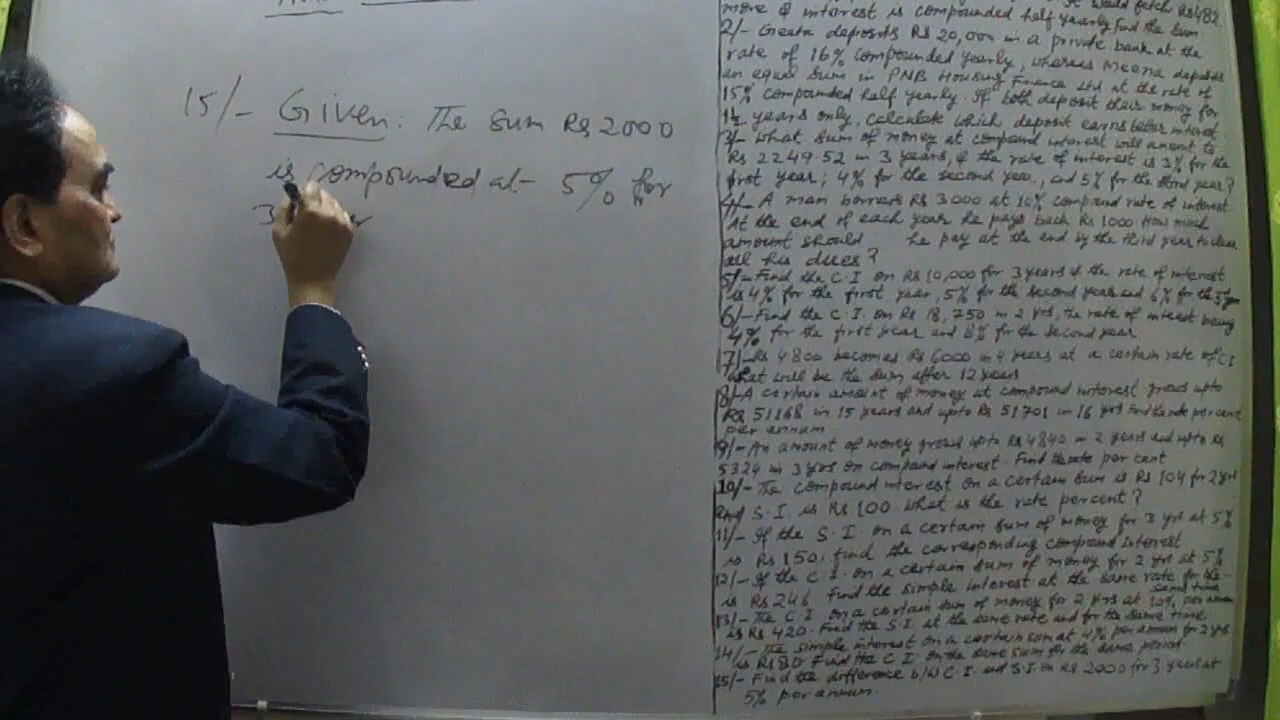 15/- Given: The Sum Rs 2000
is compounded at 5% for
3
more if interest is compounded half yearly find the sum
2/- Geeta deposits Rs 20,000 in a private bank at the
rate of 16% compounded yearly, whereas Meena deposits
an equal sum in PNB Housing Finance Ltd at the rate of
15% compounded half yearly. If both deposit their money for
1½ years only, calculate which deposit earns better interest
3/- What sum of money at compound interest will amount to
Rs 2249.52 in 3 years, if the rate of interest is 3% for the
first year; 4% for the second year, and 5% for the third year?
4/- A man borrows Rs 3000 at 10% compound rate of interest.
At the end of each year he pays back Rs 1000 How much
amount should he pay at the end of the third year to clear
all his dues?
5/- Find the C.I on Rs 10,000 for 3 years if the rate of interest
is 4% for the first year, 5% for the second year and 6% for the 3rd yr
6/- Find the C.I. on Rs 18,750 in 2 yrs, the rate of interest being
4% for the first year and 8% for the second year
7/- Rs 4800 becomes Rs 6000 in 4 years at a certain rate of C.I
What will be the sum after 12 years
8/- A certain amount of money at compound interest grows upto
Rs 51168 in 15 years and upto Rs 51701 in 16 yrs find the rate percent
per annum
9/- An amount of money grows upto Rs 4840 in 2 years and upto Rs
5324 in 3 yrs on compound interest. Find the rate per cent
10/- The compound interest on a certain sum is Rs 104 for 2 yrs
and S.I. is Rs 100 what is the rate percent?
11/- If the S.I. on a certain sum of money for 3 yrs at 5%
is Rs 150, find the corresponding compound interest
12/- If the C.I. on a certain sum of money for 2 yrs at 5%
is Rs 246 Find the simple interest at the same rate for the same time
13/- The C.I. on a certain sum of money for 2 yrs at 10% per annum
is Rs 420. Find the S.I at the same rate and for the same time
14/- The simple interest on a certain sum at 4% per annum for 2 yrs
is Rs 80 Find the C.I. on the same sum for the same period
15/- Find the difference b/w C.I. and S.I. on Rs 2000 for 3 years at
5% per annum.